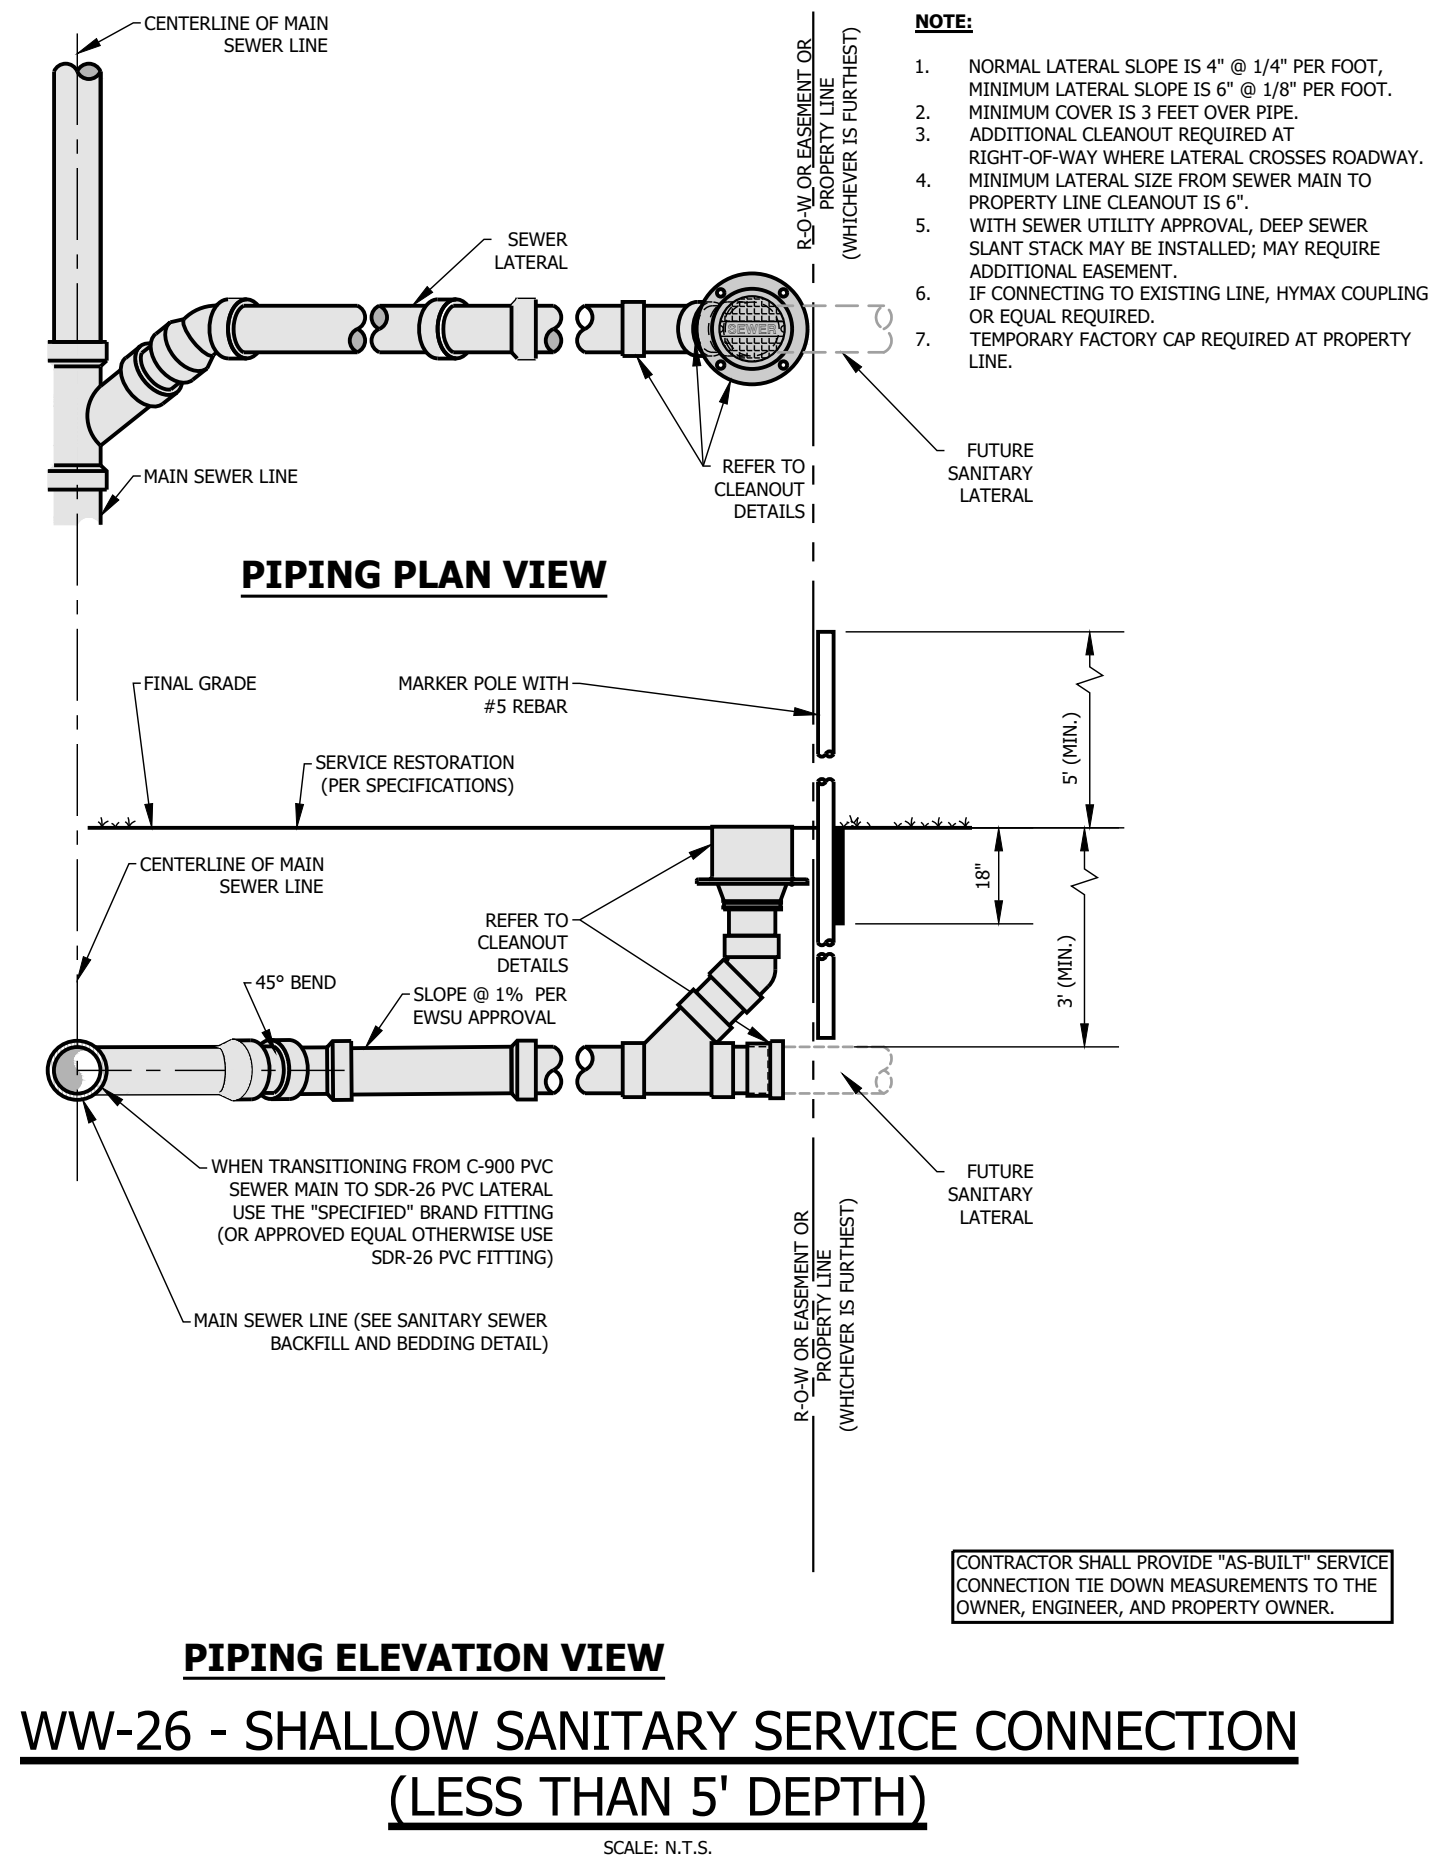 CENTERLINE OF MAIN
SEWER LINE
R-O-W OR EASEMENT OR
PROPERTY LINE
(WHICHEVER IS FURTHEST)
NOTE:
1. NORMAL LATERAL SLOPE IS 4" @ 1/4" PER FOOT,
MINIMUM LATERAL SLOPE IS 6" @ 1/8" PER FOOT.
2. MINIMUM COVER IS 3 FEET OVER PIPE.
3. ADDITIONAL CLEANOUT REQUIRED AT
RIGHT-OF-WAY WHERE LATERAL CROSSES ROADWAY.
4. MINIMUM LATERAL SIZE FROM SEWER MAIN TO
PROPERTY LINE CLEANOUT IS 6".
5. WITH SEWER UTILITY APPROVAL, DEEP SEWER
SLANT STACK MAY BE INSTALLED; MAY REQUIRE
ADDITIONAL EASEMENT.
6. IF CONNECTING TO EXISTING LINE, HYMAX COUPLING
OR EQUAL REQUIRED.
7. TEMPORARY FACTORY CAP REQUIRED AT PROPERTY
LINE.
SEWER
LATERAL
SEWER
MAIN SEWER LINE
REFER TO
CLEANOUT
DETAILS
FUTURE
SANITARY
LATERAL
PIPING PLAN VIEW
FINAL GRADE
MARKER POLE WITH
#5 REBAR
SERVICE RESTORATION
(PER SPECIFICATIONS)
5' (MIN.)
CENTERLINE OF MAIN
SEWER LINE
18"
REFER TO
CLEANOUT
DETAILS
3' (MIN.)
45° BEND
SLOPE @ 1% PER
EWSU APPROVAL
WHEN TRANSITIONING FROM C-900 PVC
SEWER MAIN TO SDR-26 PVC LATERAL
USE THE "SPECIFIED" BRAND FITTING
(OR APPROVED EQUAL OTHERWISE USE
SDR-26 PVC FITTING)
FUTURE
SANITARY
LATERAL
R-O-W OR EASEMENT OR
PROPERTY LINE
(WHICHEVER IS FURTHEST)
MAIN SEWER LINE (SEE SANITARY SEWER
BACKFILL AND BEDDING DETAIL)
CONTRACTOR SHALL PROVIDE "AS-BUILT" SERVICE
CONNECTION TIE DOWN MEASUREMENTS TO THE
OWNER, ENGINEER, AND PROPERTY OWNER.
PIPING ELEVATION VIEW
WW-26 - SHALLOW SANITARY SERVICE CONNECTION
(LESS THAN 5' DEPTH)
SCALE: N.T.S.